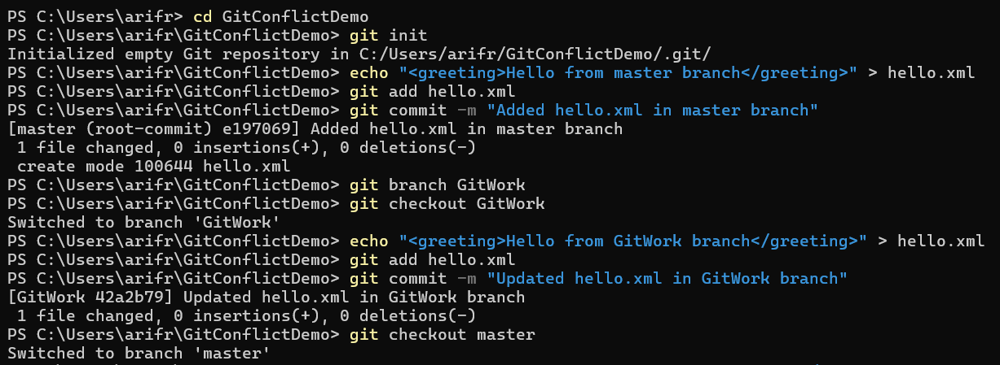 PS C:\Users\arifr> cd GitConflictDemo
PS C:\Users\arifr\GitConflictDemo> git init
Initialized empty Git repository in C:/Users/arifr/GitConflictDemo/.git/
PS C:\Users\arifr\GitConflictDemo> echo "<greeting>Hello from master branch</greeting>" > hello.xml
PS C:\Users\arifr\GitConflictDemo> git add hello.xml
PS C:\Users\arifr\GitConflictDemo> git commit -m "Added hello.xml in master branch"
[master (root-commit) e197069] Added hello.xml in master branch
 1 file changed, 0 insertions(+), 0 deletions(-)
 create mode 100644 hello.xml
PS C:\Users\arifr\GitConflictDemo> git branch GitWork
PS C:\Users\arifr\GitConflictDemo> git checkout GitWork
Switched to branch 'GitWork'
PS C:\Users\arifr\GitConflictDemo> echo "<greeting>Hello from GitWork branch</greeting>" > hello.xml
PS C:\Users\arifr\GitConflictDemo> git add hello.xml
PS C:\Users\arifr\GitConflictDemo> git commit -m "Updated hello.xml in GitWork branch"
[GitWork 42a2b79] Updated hello.xml in GitWork branch
 1 file changed, 0 insertions(+), 0 deletions(-)
PS C:\Users\arifr\GitConflictDemo> git checkout master
Switched to branch 'master'